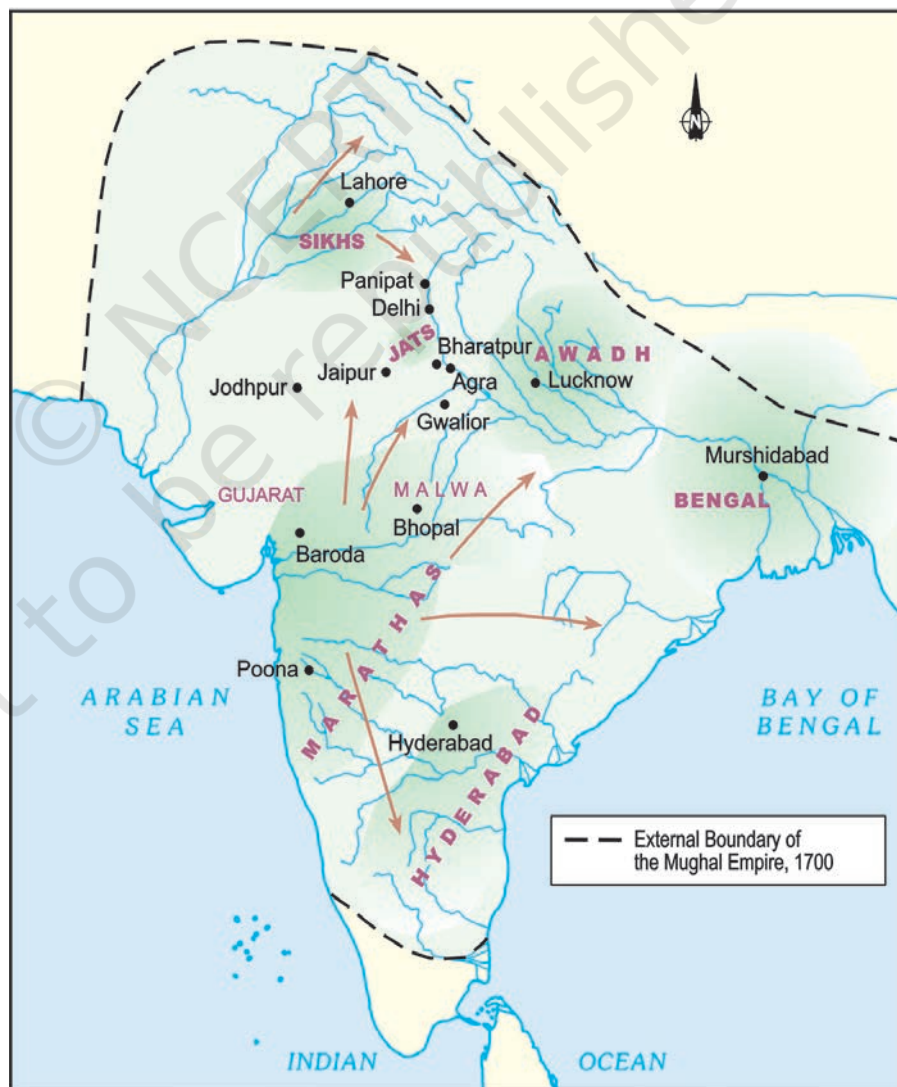 © NCERT
not to be republished
N
Lahore
SIKHS
Panipat
Delhi
JATS
Bharatpur
AWADH
Jaipur
Agra
Lucknow
Jodhpur
Gwalior
Murshidabad
GUJARAT
MALWA
BENGAL
Bhopal
Baroda
MARATHAS
Poona
ARABIAN
SEA
BAY OF
BENGAL
Hyderabad
HYDERABAD
External Boundary of
the Mughal Empire, 1700
INDIAN
OCEAN